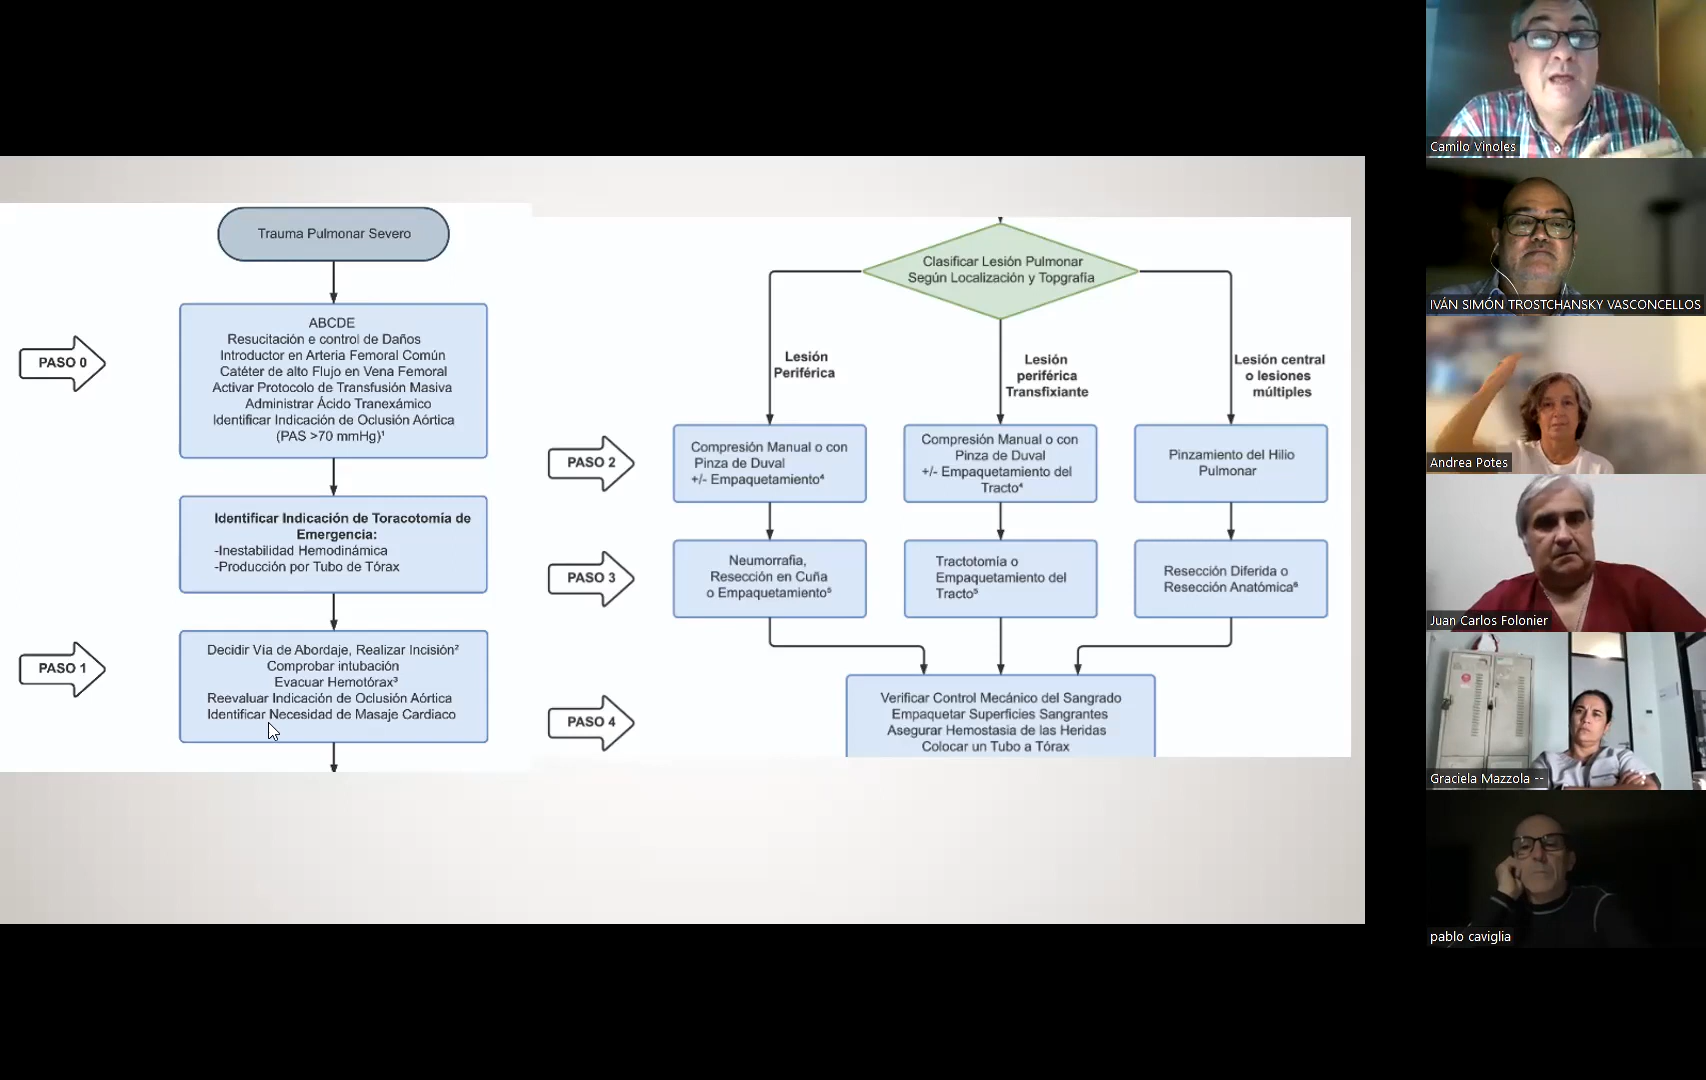 Trauma Pulmonar Severo
PASO 0
ABCDE
Resucitación e control de Daños
Introductor en Arteria Femoral Común
Catéter de alto Flujo en Vena Femoral
Activar Protocolo de Transfusión Masiva
Administrar Ácido Tranexámico
Identificar Indicación de Oclusión Aórtica
(PAS >70 mmHg)¹
Identificar Indicación de Toracotomía de
Emergencia:
-Inestabilidad Hemodinámica
-Producción por Tubo de Tórax
PASO 1
Decidir Vía de Abordaje, Realizar Incisión²
Comprobar intubación
Evacuar Hemotórax³
Reevaluar Indicación de Oclusión Aórtica
Identificar Necesidad de Masaje Cardiaco
Clasificar Lesión Pulmonar
Según Localización y Topgrafía
Lesión
Periférica
Lesión
periférica
Transfixiante
Lesión central
o lesiones
múltiples
PASO 2
Compresión Manual o con
Pinza de Duval
+/- Empaquetamiento⁴
Compresión Manual o con
Pinza de Duval
+/- Empaquetamiento del
Tracto⁴
Pinzamiento del Hilio
Pulmonar
PASO 3
Neumorrafia,
Resección en Cuña
o Empaquetamiento⁵
Tractotomía o
Empaquetamiento del
Tracto⁵
Resección Diferida o
Resección Anatómica⁶
PASO 4
Verificar Control Mecánico del Sangrado
Empaquetar Superficies Sangrantes
Asegurar Hemostasia de las Heridas
Colocar un Tubo a Tórax
Camilo Vinoles
IVÁN SIMÓN TROSTCHANSKY VASCONCELLOS
Andrea Potes
Juan Carlos Folonier
Graciela Mazzola --
pablo caviglia